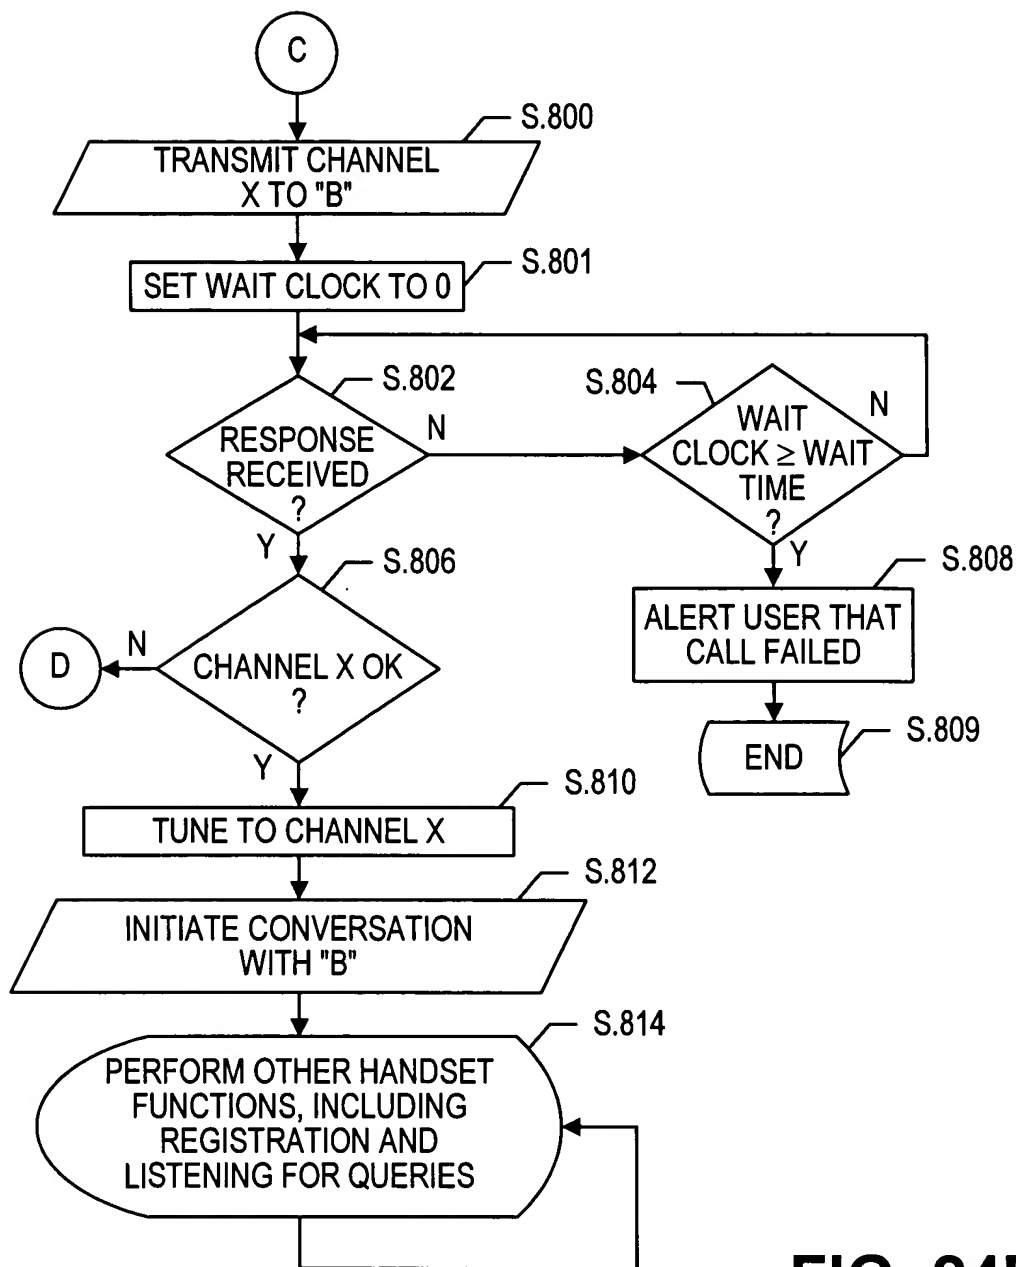 C
S.800
TRANSMIT CHANNEL
X TO "B"
S.801
SET WAIT CLOCK TO 0
S.802
RESPONSE
RECEIVED
?
N
Y
S.804
WAIT
CLOCK ≥ WAIT
TIME
?
N
Y
S.806
CHANNEL X OK
?
N
D
Y
S.808
ALERT USER THAT
CALL FAILED
S.809
END
S.810
TUNE TO CHANNEL X
S.812
INITIATE CONVERSATION
WITH "B"
S.814
PERFORM OTHER HANDSET
FUNCTIONS, INCLUDING
REGISTRATION AND
LISTENING FOR QUERIES